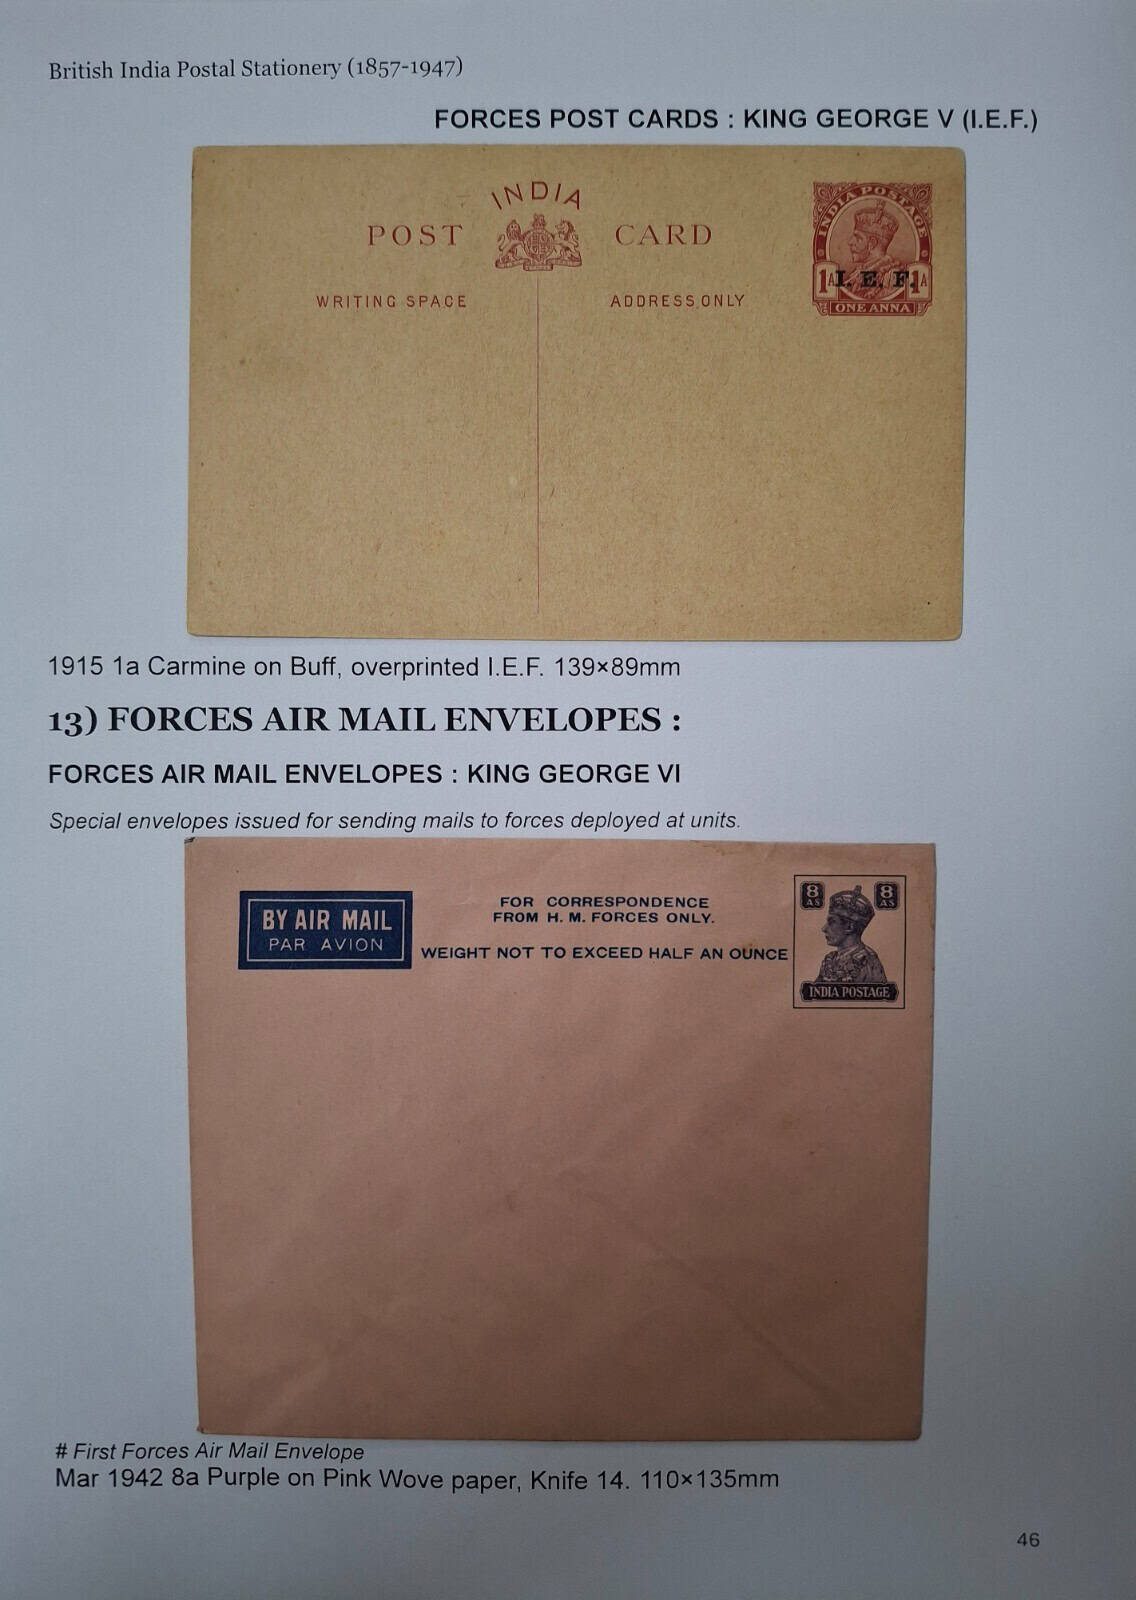 British India Postal Stationery (1857-1947)
FORCES POST CARDS : KING GEORGE V (I.E.F.)
INDIA
POST CARD
WRITING SPACE
ADDRESS ONLY
INDIA POSTAGE
1A I. E. F. 1A
ONE ANNA
1915 1a Carmine on Buff, overprinted I.E.F. 139×89mm
13) FORCES AIR MAIL ENVELOPES :
FORCES AIR MAIL ENVELOPES : KING GEORGE VI
Special envelopes issued for sending mails to forces deployed at units.
BY AIR MAIL
PAR AVION
FOR CORRESPONDENCE
FROM H. M. FORCES ONLY.
WEIGHT NOT TO EXCEED HALF AN OUNCE
8 8
AS AS
INDIA POSTAGE
# First Forces Air Mail Envelope
Mar 1942 8a Purple on Pink Wove paper, Knife 14. 110×135mm
46